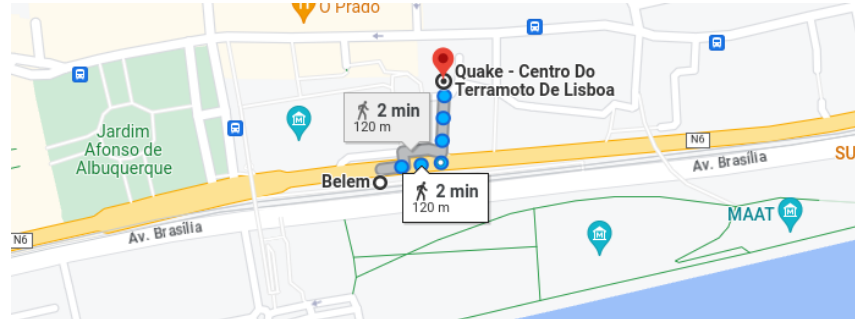 O Prado
Quake - Centro Do
Terramoto De Lisboa
2 min
120 m
Jardim
Afonso de
Albuquerque
N6
Av. Brasília
SU
Belem
2 min
120 m
MAAT
Av. Brasília
N6